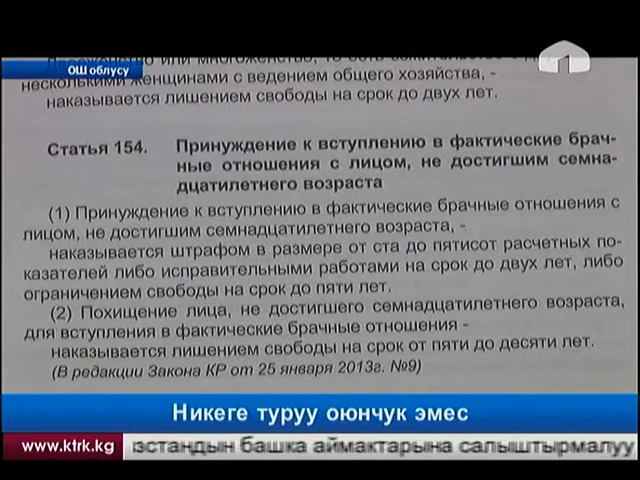 ОШ облусу
несколькими женщинами с ведением общего хозяйства, -
наказывается лишением свободы на срок до двух лет.
Статья 154. Принуждение к вступлению в фактические брач-
ные отношения с лицом, не достигшим семна-
дцатилетнего возраста
(1) Принуждение к вступлению в фактические брачные отношения с
лицом, не достигшим семнадцатилетнего возраста, -
наказывается штрафом в размере от ста до пятисот расчетных по-
казателей либо исправительными работами на срок до двух лет, либо
ограничением свободы на срок до пяти лет.
(2) Похищение лица, не достигшего семнадцатилетнего возраста,
для вступления в фактические брачные отношения -
наказывается лишением свободы на срок от пяти до десяти лет.
(В редакции Закона КР от 25 января 2013г. №9)
Никеге туруу оюнчук эмес
www.ktrk.kg
зстандын башка аймактарына салыштырмалуу